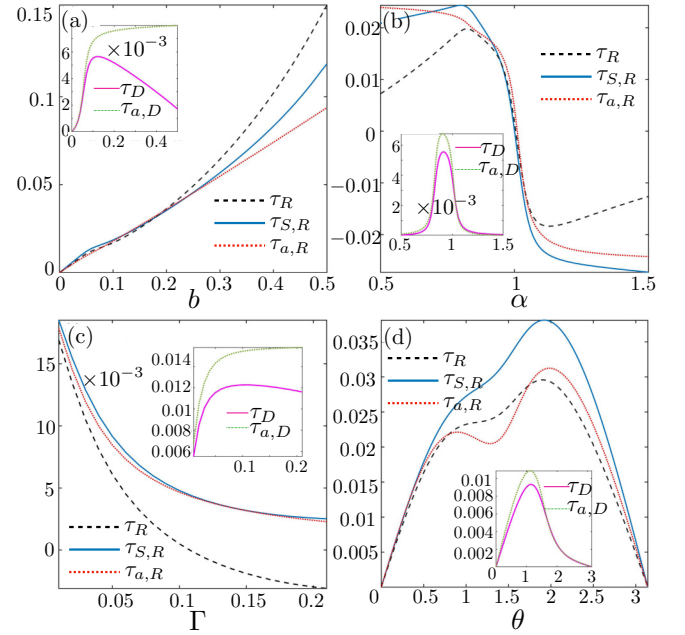 (a)
0.15
0.1
0.05
0
8
6
4
2
0
×10⁻³
τ_D
τ_{a,D}
0 0.2 0.4
τ_R
τ_{S,R}
τ_{a,R}
0 0.1 0.2 0.3 0.4 0.5
b
(b)
0.02
0.01
0
−0.01
−0.02
τ_R
τ_{S,R}
τ_{a,R}
6
4
2
τ_D
τ_{a,D}
×10⁻³
0.5 1 1.5
0.5 1 1.5
α
(c)
15
10
5
0
×10⁻³
0.014
0.012
0.01
0.008
0.006
τ_D
τ_{a,D}
0 0.1 0.2
τ_R
τ_{S,R}
τ_{a,R}
0.05 0.1 0.15 0.2
Γ
(d)
0.035
0.03
0.025
0.02
0.015
0.01
0.005
0
τ_R
τ_{S,R}
τ_{a,R}
0.01
0.008
0.006
0.004
0.002
τ_D
τ_{a,D}
0 1 2 3
0 0.5 1 1.5 2 2.5 3
θ